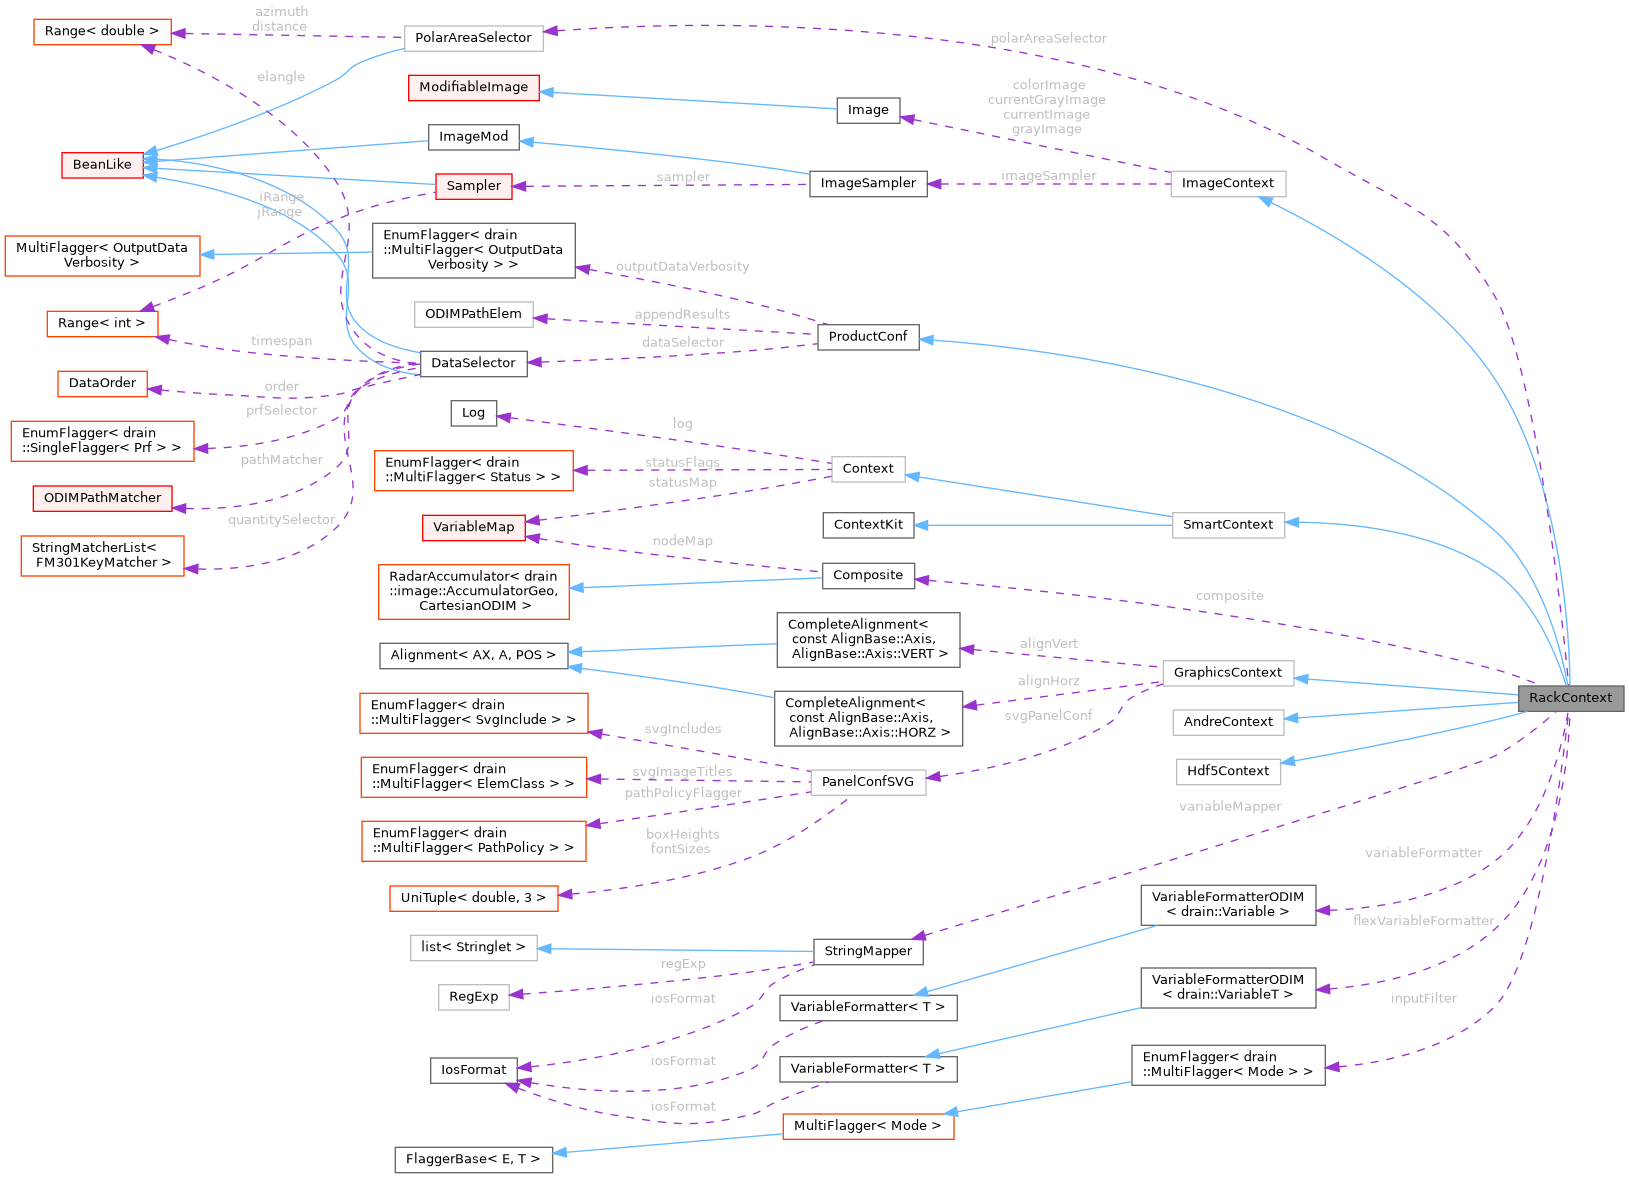 Range< double >
azimuth
distance
PolarAreaSelector
polarAreaSelector
elangle
ModifiableImage
Image
colorImage
currentGrayImage
currentImage
grayImage
ImageMod
BeanLike
Sampler
sampler
ImageSampler
imageSampler
ImageContext
iRange
jRange
MultiFlagger< OutputData
Verbosity >
EnumFlagger< drain
::MultiFlagger< OutputData
Verbosity > >
outputDataVerbosity
Range< int >
ODIMPathElem
appendResults
ProductConf
timespan
DataSelector
dataSelector
DataOrder
order
prfSelector
Log
log
EnumFlagger< drain
::SingleFlagger< Prf > >
pathMatcher
EnumFlagger< drain
::MultiFlagger< Status > >
statusFlags
statusMap
Context
ODIMPathMatcher
quantitySelector
VariableMap
ContextKit
SmartContext
StringMatcherList<
FM301KeyMatcher >
nodeMap
RadarAccumulator< drain
::image::AccumulatorGeo,
CartesianODIM >
Composite
composite
Alignment< AX, A, POS >
CompleteAlignment<
const AlignBase::Axis,
AlignBase::Axis::VERT >
alignVert
GraphicsContext
alignHorz
RackContext
EnumFlagger< drain
::MultiFlagger< SvgInclude > >
svgIncludes
CompleteAlignment<
const AlignBase::Axis,
AlignBase::Axis::HORZ >
svgPanelConf
AndreContext
EnumFlagger< drain
::MultiFlagger< ElemClass > >
svgImageTitles
pathPolicyFlagger
PanelConfSVG
Hdf5Context
variableMapper
EnumFlagger< drain
::MultiFlagger< PathPolicy > >
boxHeights
fontSizes
variableFormatter
UniTuple< double, 3 >
VariableFormatterODIM
< drain::Variable >
flexVariableFormatter
list< Stringlet >
StringMapper
regExp
RegExp
iosFormat
VariableFormatter< T >
VariableFormatterODIM
< drain::VariableT >
inputFilter
IosFormat
iosFormat
VariableFormatter< T >
EnumFlagger< drain
::MultiFlagger< Mode > >
iosFormat
MultiFlagger< Mode >
FlaggerBase< E, T >